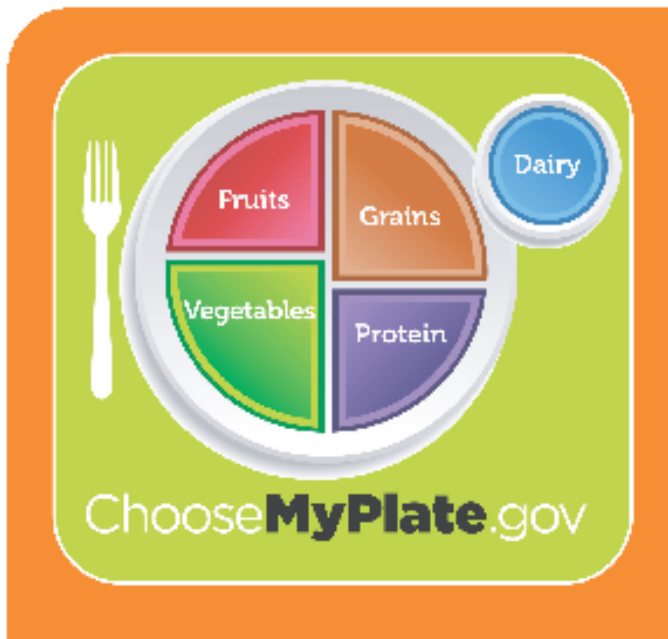 Fruits
Grains
Dairy
Vegetables
Protein
ChooseMyPlate.gov